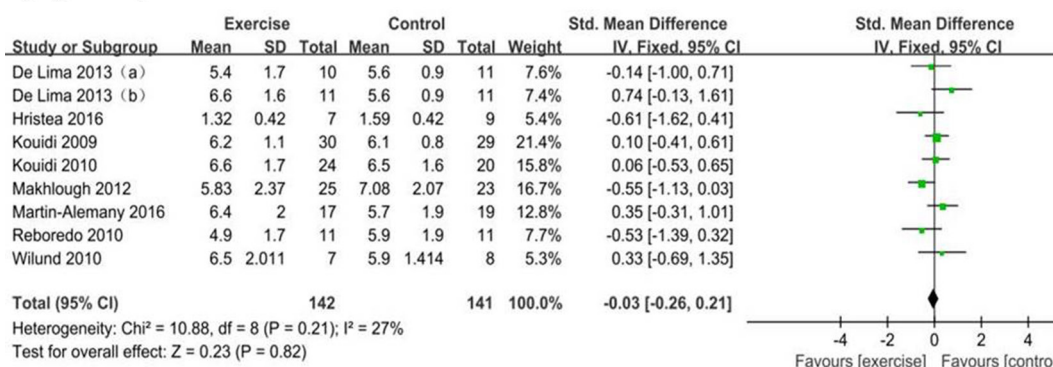 Exercise Control Std. Mean Difference Std. Mean Difference
Study or Subgroup Mean SD Total Mean SD Total Weight IV, Fixed, 95% CI IV, Fixed, 95% CI
De Lima 2013（a） 5.4 1.7 10 5.6 0.9 11 7.6% -0.14 [-1.00, 0.71]
De Lima 2013（b） 6.6 1.6 11 5.6 0.9 11 7.4% 0.74 [-0.13, 1.61]
Hristea 2016 1.32 0.42 7 1.59 0.42 9 5.4% -0.61 [-1.62, 0.41]
Kouidi 2009 6.2 1.1 30 6.1 0.8 29 21.4% 0.10 [-0.41, 0.61]
Kouidi 2010 6.6 1.7 24 6.5 1.6 20 15.8% 0.06 [-0.53, 0.65]
Makhlough 2012 5.83 2.37 25 7.08 2.07 23 16.7% -0.55 [-1.13, 0.03]
Martin-Alemany 2016 6.4 2 17 5.7 1.9 19 12.8% 0.35 [-0.31, 1.01]
Reboredo 2010 4.9 1.7 11 5.9 1.9 11 7.7% -0.53 [-1.39, 0.32]
Wilund 2010 6.5 2.011 7 5.9 1.414 8 5.3% 0.33 [-0.69, 1.35]
Total (95% CI) 142 141 100.0% -0.03 [-0.26, 0.21]
Heterogeneity: Chi² = 10.88, df = 8 (P = 0.21); I² = 27%
Test for overall effect: Z = 0.23 (P = 0.82)
-4 -2 0 2 4
Favours [exercise] Favours [contro